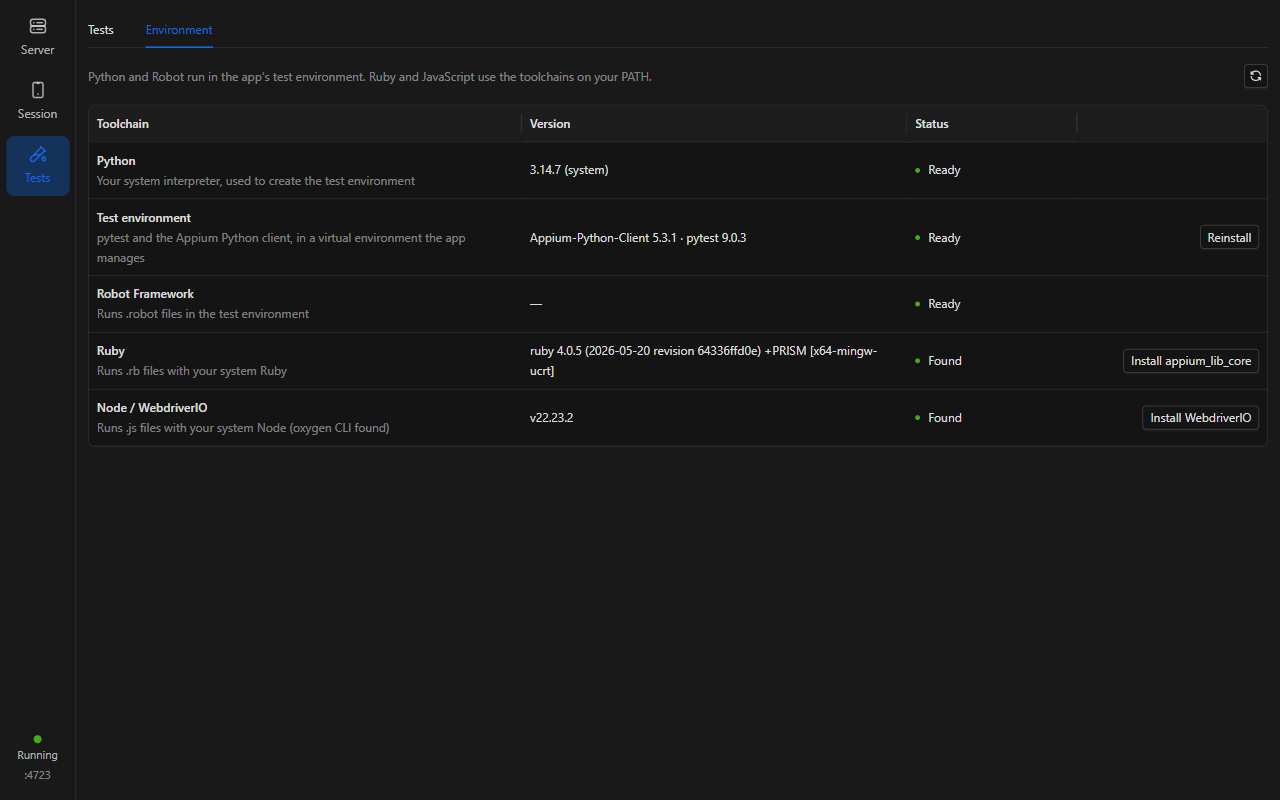 Server
Session
Tests
Running
:4723
Tests Environment
Python and Robot run in the app's test environment. Ruby and JavaScript use the toolchains on your PATH.
Toolchain Version Status
Python
Your system interpreter, used to create the test environment
3.14.7 (system)
Ready
Test environment
pytest and the Appium Python client, in a virtual environment the app
manages
Appium-Python-Client 5.3.1 · pytest 9.0.3
Ready
Reinstall
Robot Framework
Runs .robot files in the test environment
—
Ready
Ruby
Runs .rb files with your system Ruby
ruby 4.0.5 (2026-05-20 revision 64336ffd0e) +PRISM [x64-mingw-
ucrt]
Found
Install appium_lib_core
Node / WebdriverIO
Runs .js files with your system Node (oxygen CLI found)
v22.23.2
Found
Install WebdriverIO